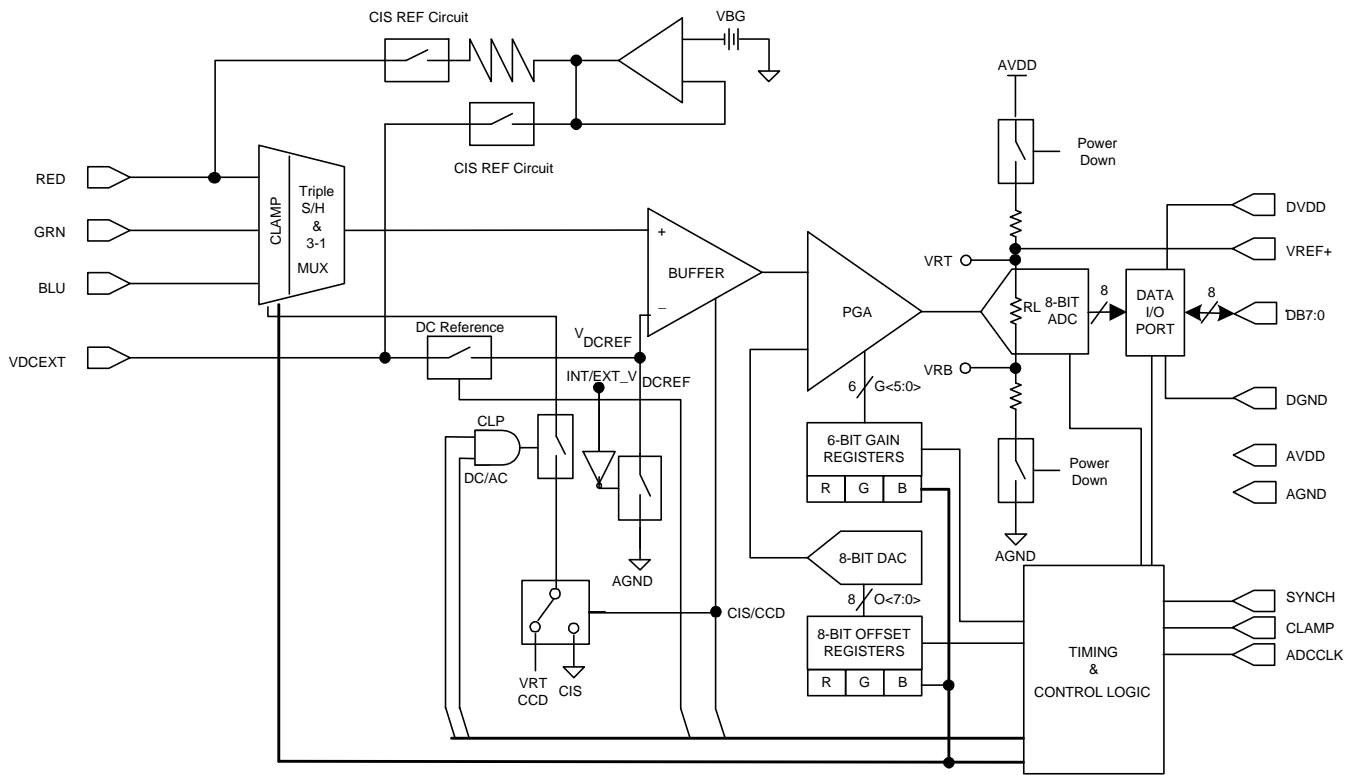 CIS REF Circuit
VBG
CIS REF Circuit
AVDD
Power
Down
RED
GRN
BLU
VDCEXT
CLAMP
Triple
S/H
&
3-1
MUX
+
BUFFER
–
DC Reference
V
DCREF
INT/EXT_V
DCREF
CLP
DC/AC
AGND
VRT
CCD
CIS
CIS/CCD
PGA
6
G<5:0>
6-BIT GAIN
REGISTERS
R
G
B
8-BIT DAC
8
O<7:0>
8-BIT OFFSET
REGISTERS
R
G
B
VRT
RL
8-BIT
ADC
8
VRB
Power
Down
AGND
DATA
I/O
PORT
8
TIMING
&
CONTROL LOGIC
DVDD
VREF+
DB7:0
DGND
AVDD
AGND
SYNCH
CLAMP
ADCCLK